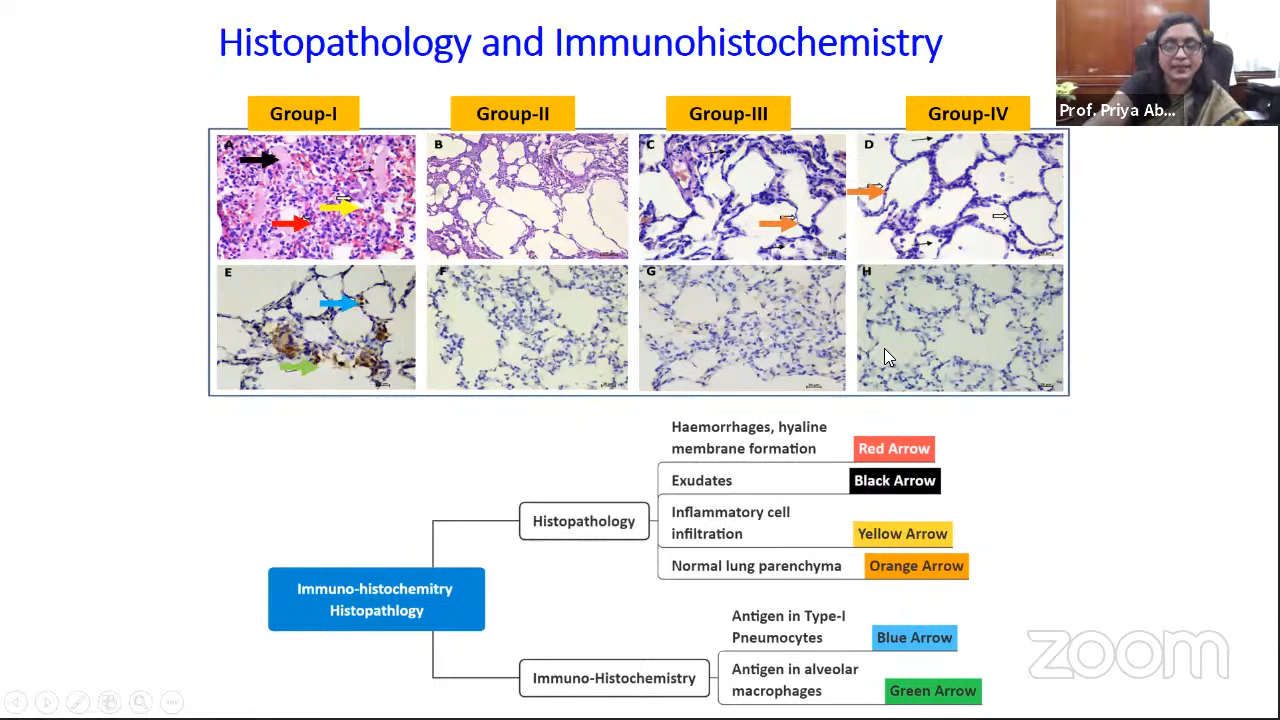 Histopathology and Immunohistochemistry
Prof. Priya Ab...
Group-I
Group-II
Group-III
Group-IV
A
B
C
D
E
F
G
H
Haemorrhages, hyaline
membrane formation
Red Arrow
Exudates
Black Arrow
Inflammatory cell
infiltration
Yellow Arrow
Normal lung parenchyma
Orange Arrow
Histopathology
Immuno-histochemitry
Histopathlogy
Antigen in Type-I
Pneumocytes
Blue Arrow
Antigen in alveolar
macrophages
Green Arrow
Immuno-Histochemistry
zoom